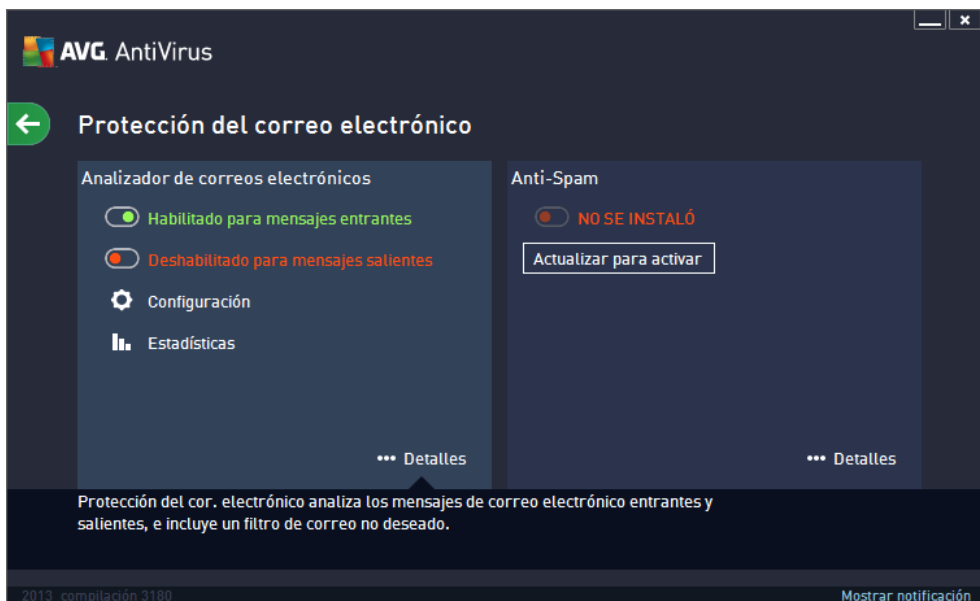 AVG. AntiVirus
Protección del correo electrónico
Analizador de correos electrónicos
Habilitado para mensajes entrantes
Deshabilitado para mensajes salientes
Configuración
Estadísticas
••• Detalles
Anti-Spam
NO SE INSTALÓ
Actualizar para activar
••• Detalles
Protección del cor. electrónico analiza los mensajes de correo electrónico entrantes y
salientes, e incluye un filtro de correo no deseado.
2013 compilación 3180
Mostrar notificación